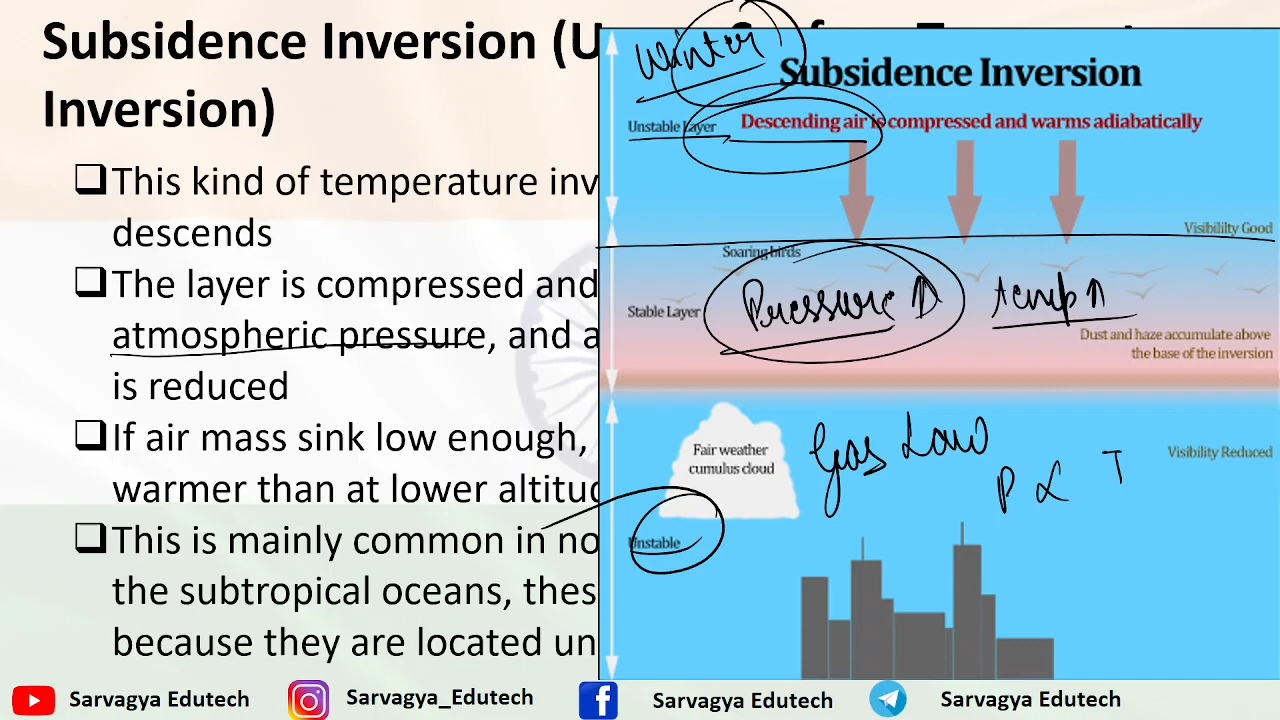 Subsidence Inversion (U
Inversion)
This kind of temperature inv
descends
The layer is compressed and
atmospheric pressure, and a
is reduced
If air mass sink low enough,
warmer than at lower altitud
This is mainly common in no
the subtropical oceans, thes
because they are located un
Winter
Subsidence Inversion
Unstable Layer
Descending air is compressed and warms adiabatically
Visibility Good
Soaring birds
Stable Layer
Pressure ↑
temp ↑
Dust and haze accumulate above
the base of the inversion
Fair weather
cumulus cloud
Gas Law
P ∝ T
Visibility Reduced
Unstable
Sarvagya Edutech
Sarvagya_Edutech
Sarvagya Edutech
Sarvagya Edutech